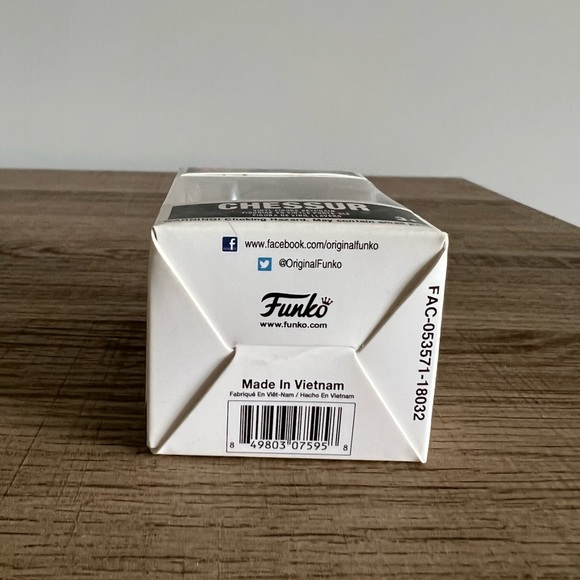 CHESSUR
www.facebook.com/originalfunko
@OriginalFunko
Funko
www.funko.com
FAC-053571-18032
Made In Vietnam
Fabriqué En Viêt-Nam / Hacho En Vietnam
8 49803 07595 8